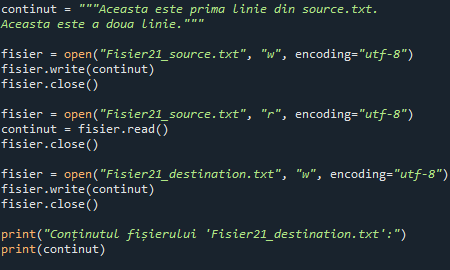 continut = """Aceasta este prima linie din source.txt.
Aceasta este a doua linie."""
fisier = open("Fisier21_source.txt", "w", encoding="utf-8")
fisier.write(continut)
fisier.close()
fisier = open("Fisier21_source.txt", "r", encoding="utf-8")
continut = fisier.read()
fisier.close()
fisier = open("Fisier21_destination.txt", "w", encoding="utf-8")
fisier.write(continut)
fisier.close()
print("Conținutul fișierului 'Fisier21_destination.txt':")
print(continut)